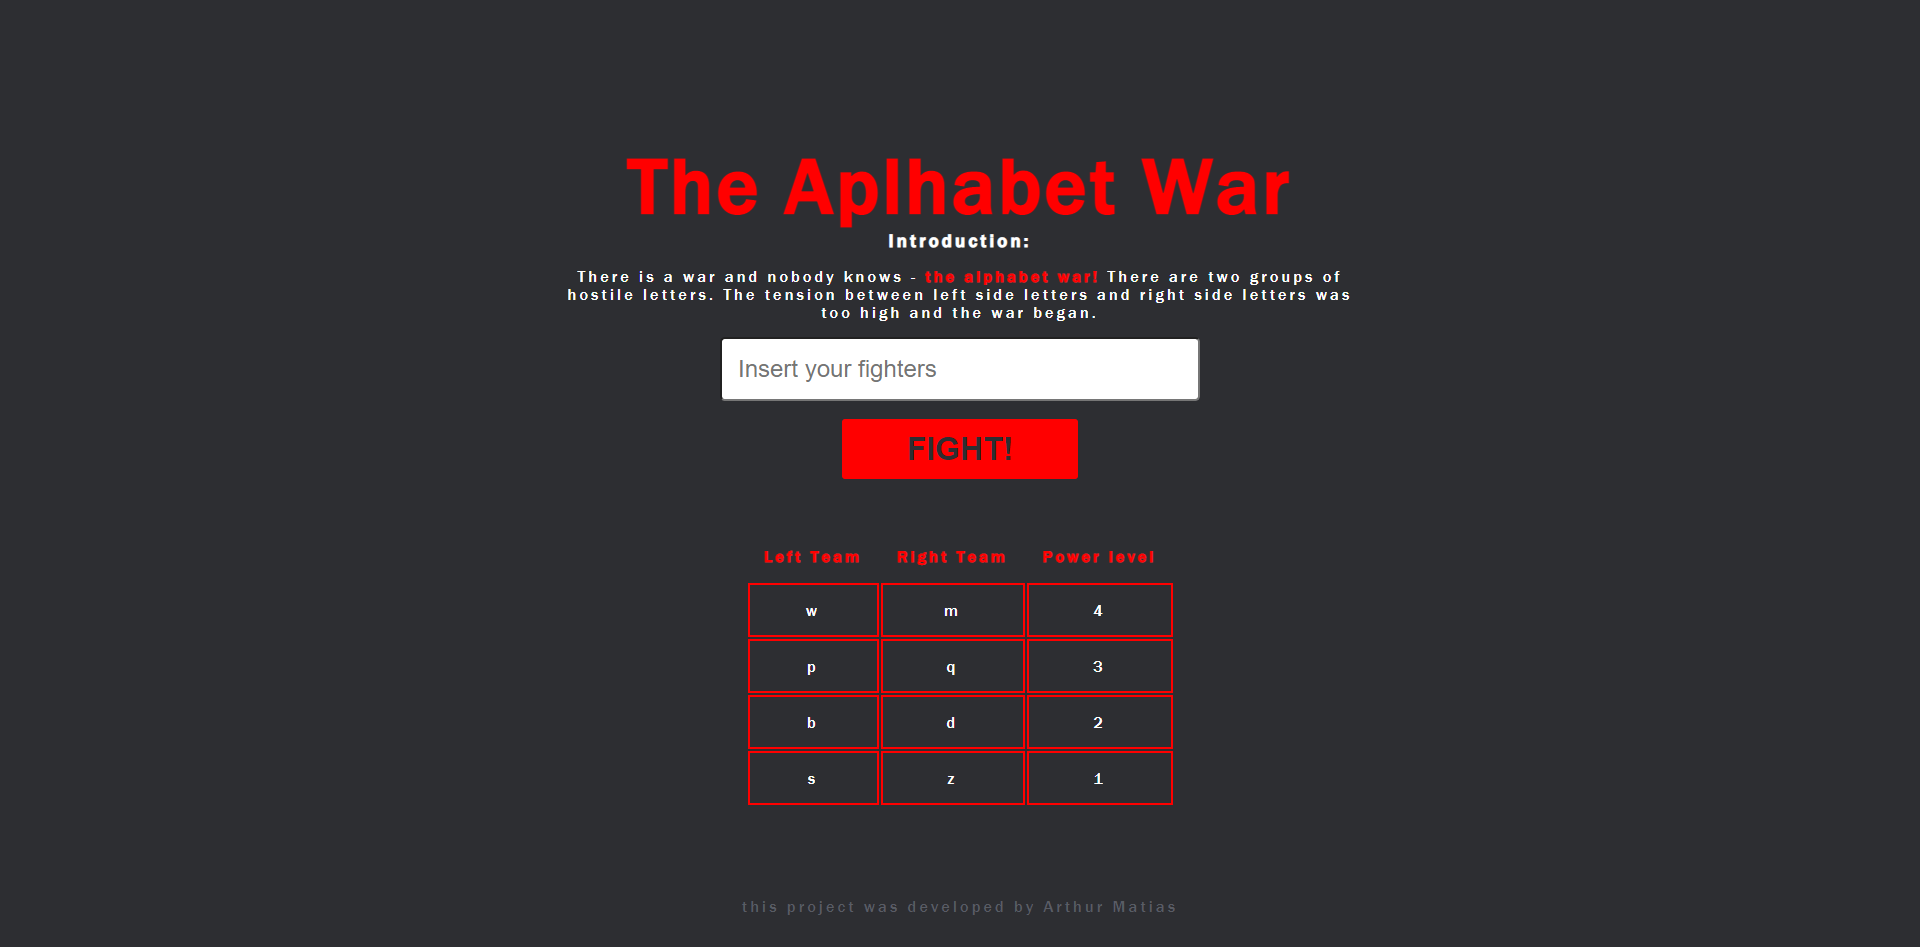 The Aplhabet War
Introduction:
There is a war and nobody knows - the alphabet war! There are two groups of
hostile letters. The tension between left side letters and right side letters was
too high and the war began.
Insert your fighters
FIGHT!
Left Team Right Team Power level
w m 4
p q 3
b d 2
s z 1
this project was developed by Arthur Matias